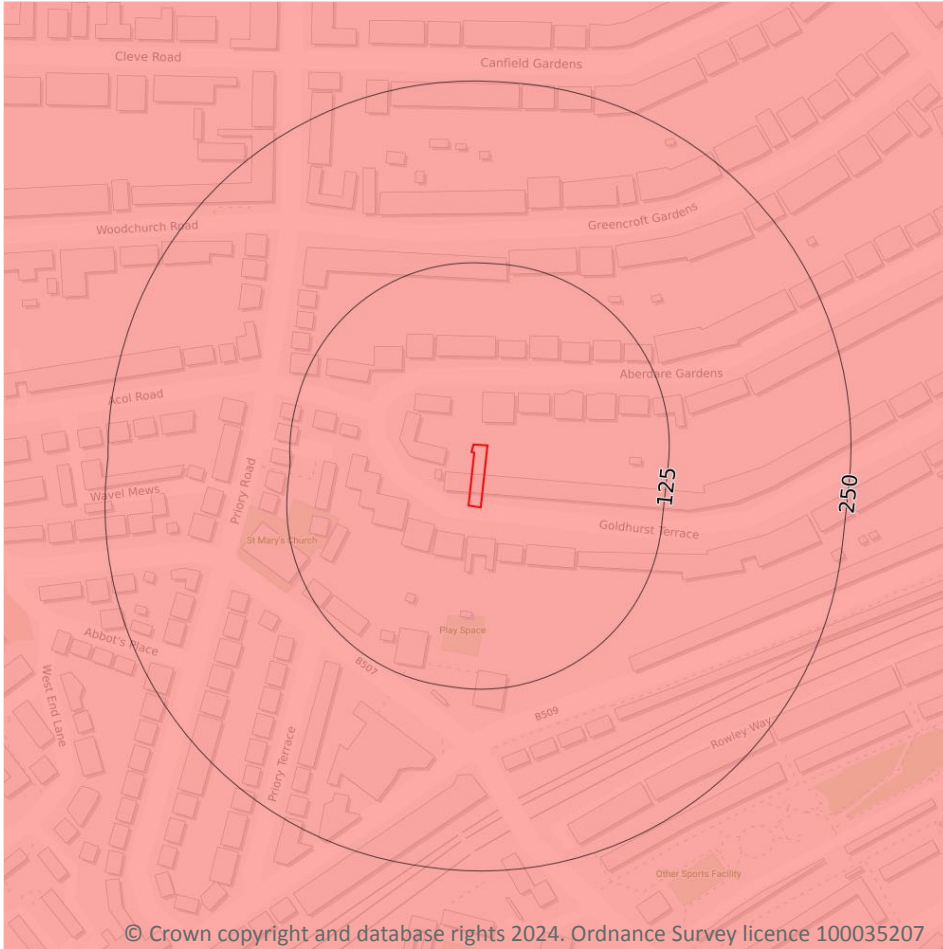 Cleve Road
Canfield Gardens
Woodchurch Road
Greencroft Gardens
Aberdare Gardens
Acol Road
Priory Road
Wavel Mews
125
250
Goldhurst Terrace
St Mary's Church
Play Space
Abbot's Place
B507
West End Lane
B509
Rowley Way
Priory Terrace
Other Sports Facility
© Crown copyright and database rights 2024. Ordnance Survey licence 100035207